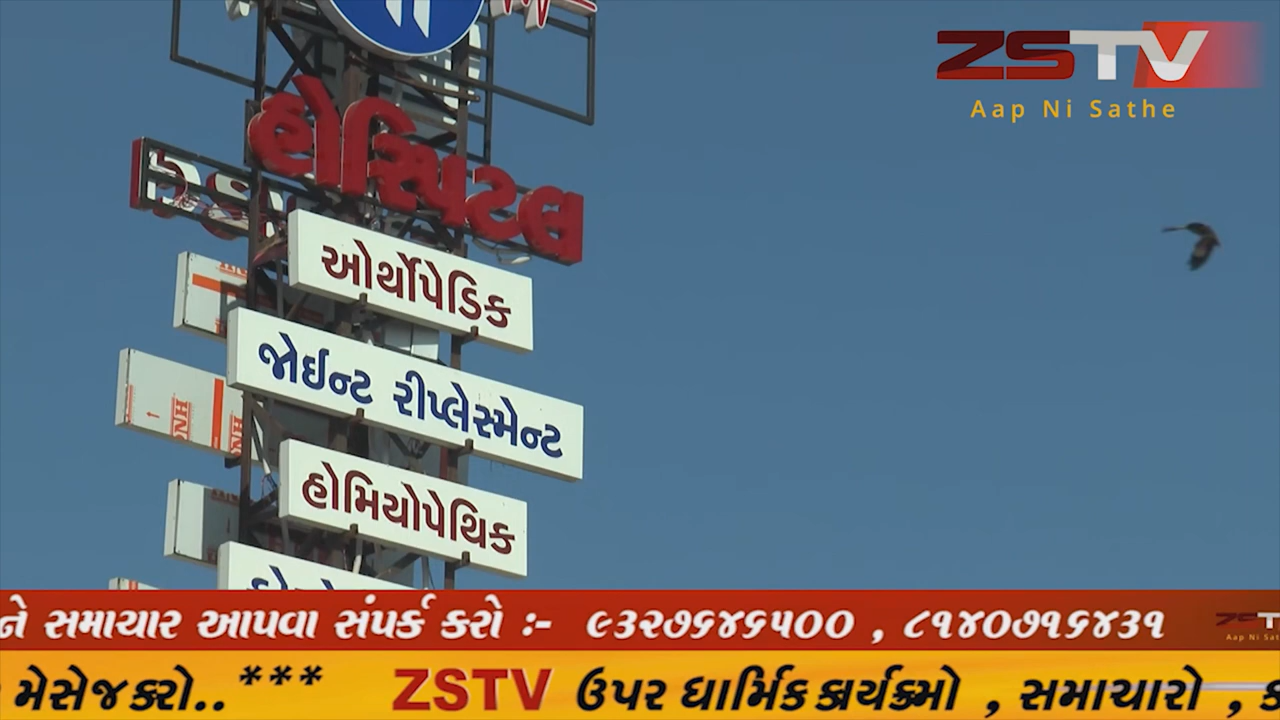 ZSTV
Aap Ni Sathe
હોસ્પિટલ
ઓર્થોપેડિક
જોઈન્ટ રીપ્લેસ્મેન્ટ
હોમિયોપેથિક
ને સમાચાર આપવા સંપર્ક કરો :- ૯૩૨૭૬૪૬૫૦૦ , ૮૧૪૦૭૧૬૪૩૧
મેસેજ કરો..*** ZSTV ઉપર ધાર્મિક કાર્યક્રમો , સમાચારો ,